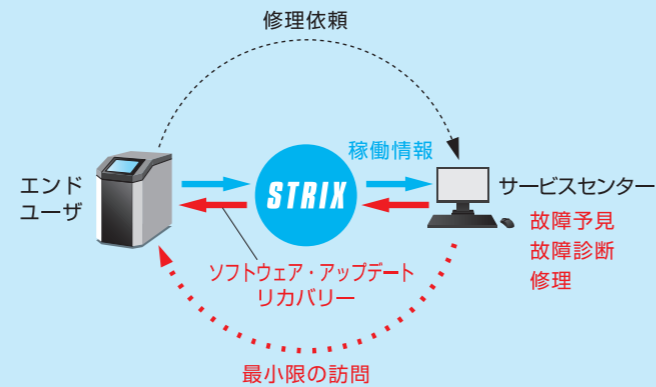 修理依頼
稼働情報
エンド
ユーザ
STRIX
サービスセンター
故障予見
故障診断
修理
ソフトウェア・アップデート
リカバリー
最小限の訪問